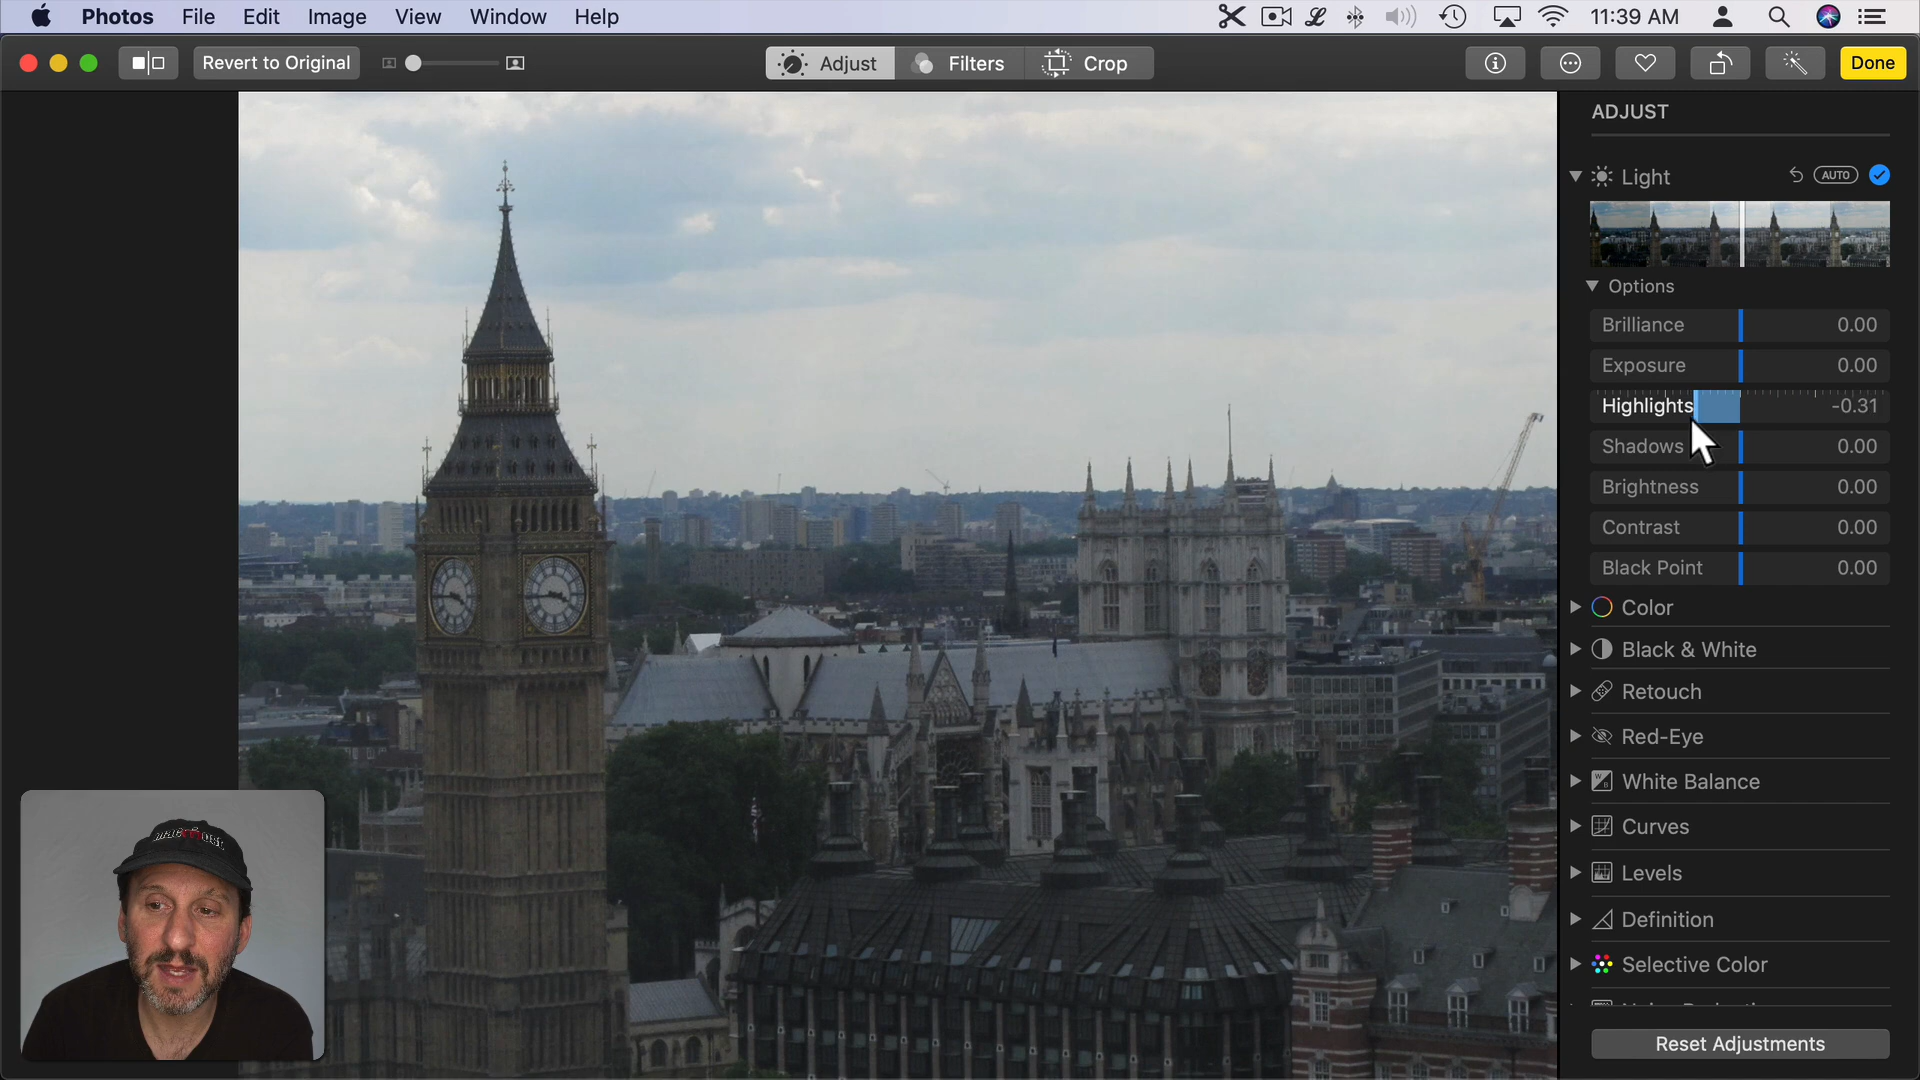 Photos File Edit Image View Window Help 11:39 AM
Revert to Original Adjust Filters Crop Done
ADJUST
Light AUTO
Options
Brilliance 0.00
Exposure 0.00
Highlights -0.31
Shadows 0.00
Brightness 0.00
Contrast 0.00
Black Point 0.00
Color
Black & White
Retouch
Red-Eye
White Balance
Curves
Levels
Definition
Selective Color
Reset Adjustments